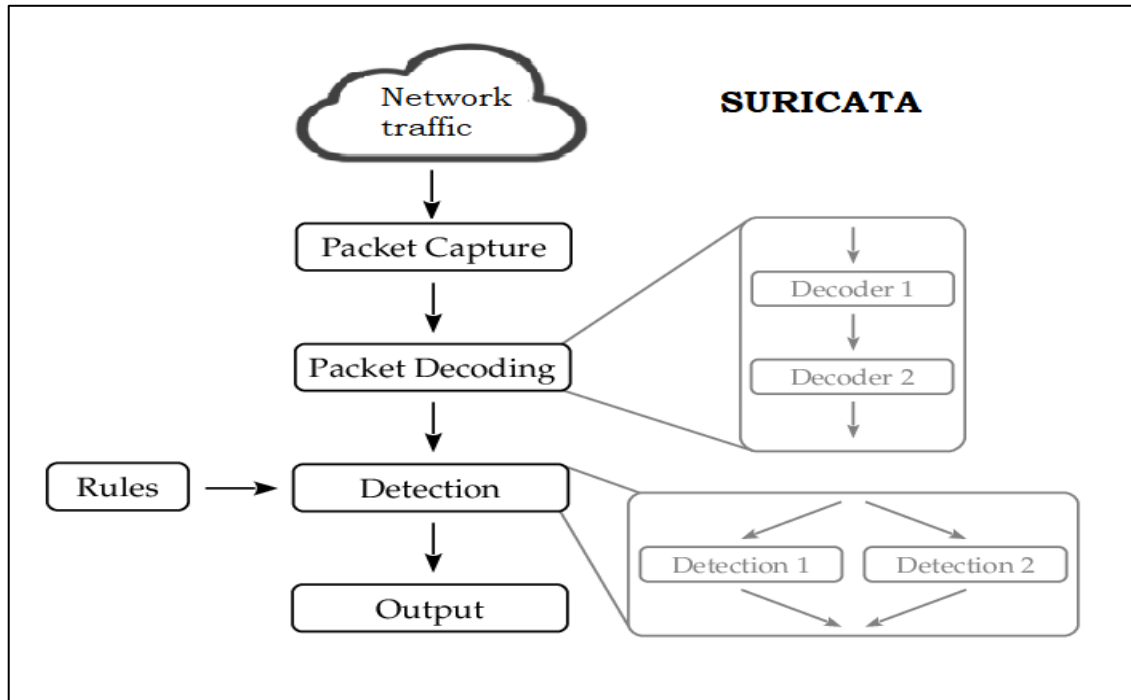 Network
traffic
SURICATA
Packet Capture
Packet Decoding
Decoder 1
Decoder 2
Rules
Detection
Detection 1
Detection 2
Output